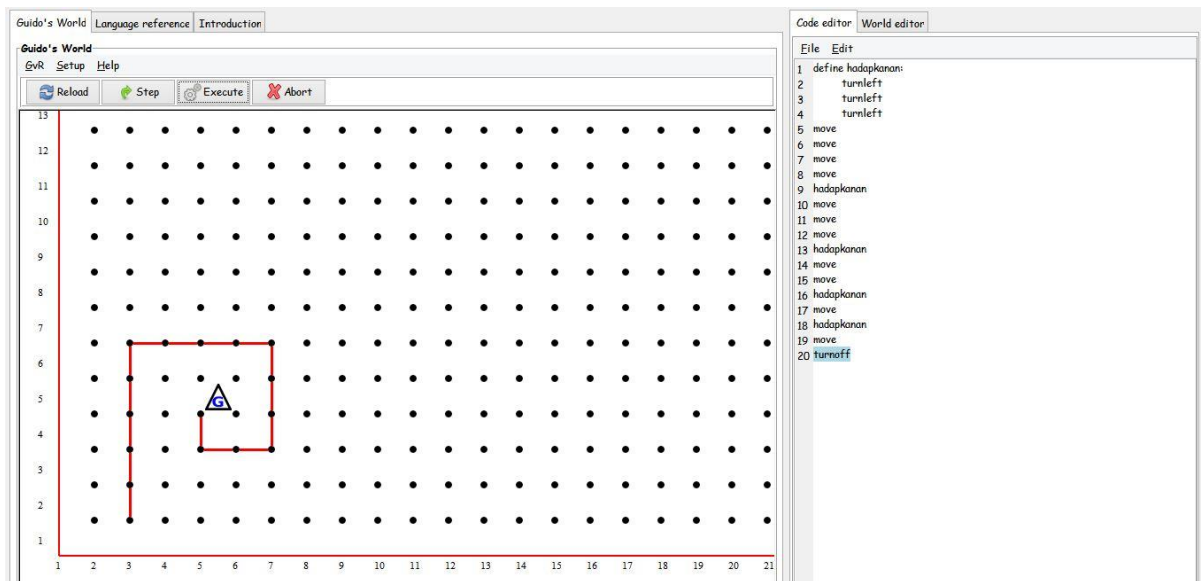 Guido's World Language reference Introduction
Guido's World
GvR Setup Help
Reload Step Execute Abort
13
12
11
10
9
8
7
6
5
4
3
2
1
G
1 2 3 4 5 6 7 8 9 10 11 12 13 14 15 16 17 18 19 20 21
Code editor World editor
File Edit
1 define hadapkanan:
2 turnleft
3 turnleft
4 turnleft
5 move
6 move
7 move
8 move
9 hadapkanan
10 move
11 move
12 move
13 hadapkanan
14 move
15 move
16 hadapkanan
17 move
18 hadapkanan
19 move
20 turnoff